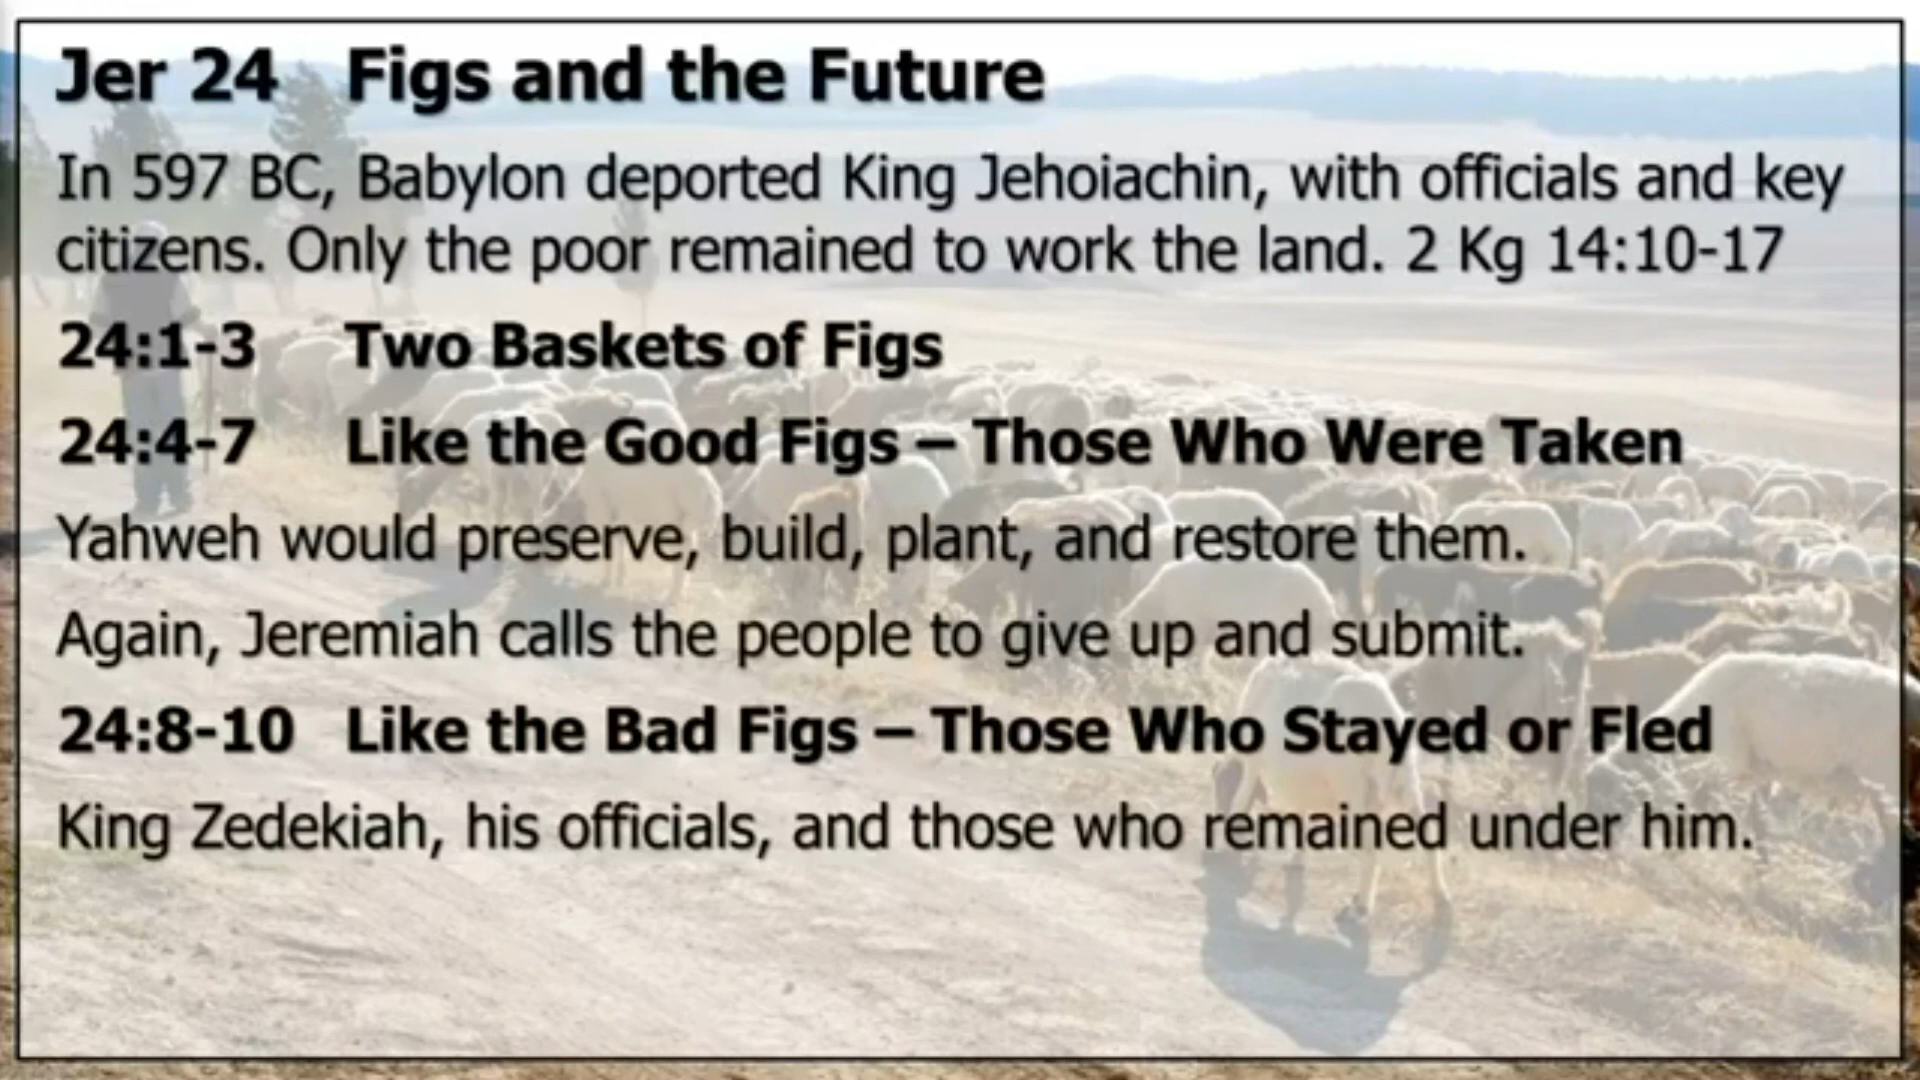 Jer 24 Figs and the Future
In 597 BC, Babylon deported King Jehoiachin, with officials and key
citizens. Only the poor remained to work the land. 2 Kg 14:10-17
24:1-3 Two Baskets of Figs
24:4-7 Like the Good Figs – Those Who Were Taken
Yahweh would preserve, build, plant, and restore them.
Again, Jeremiah calls the people to give up and submit.
24:8-10 Like the Bad Figs – Those Who Stayed or Fled
King Zedekiah, his officials, and those who remained under him.